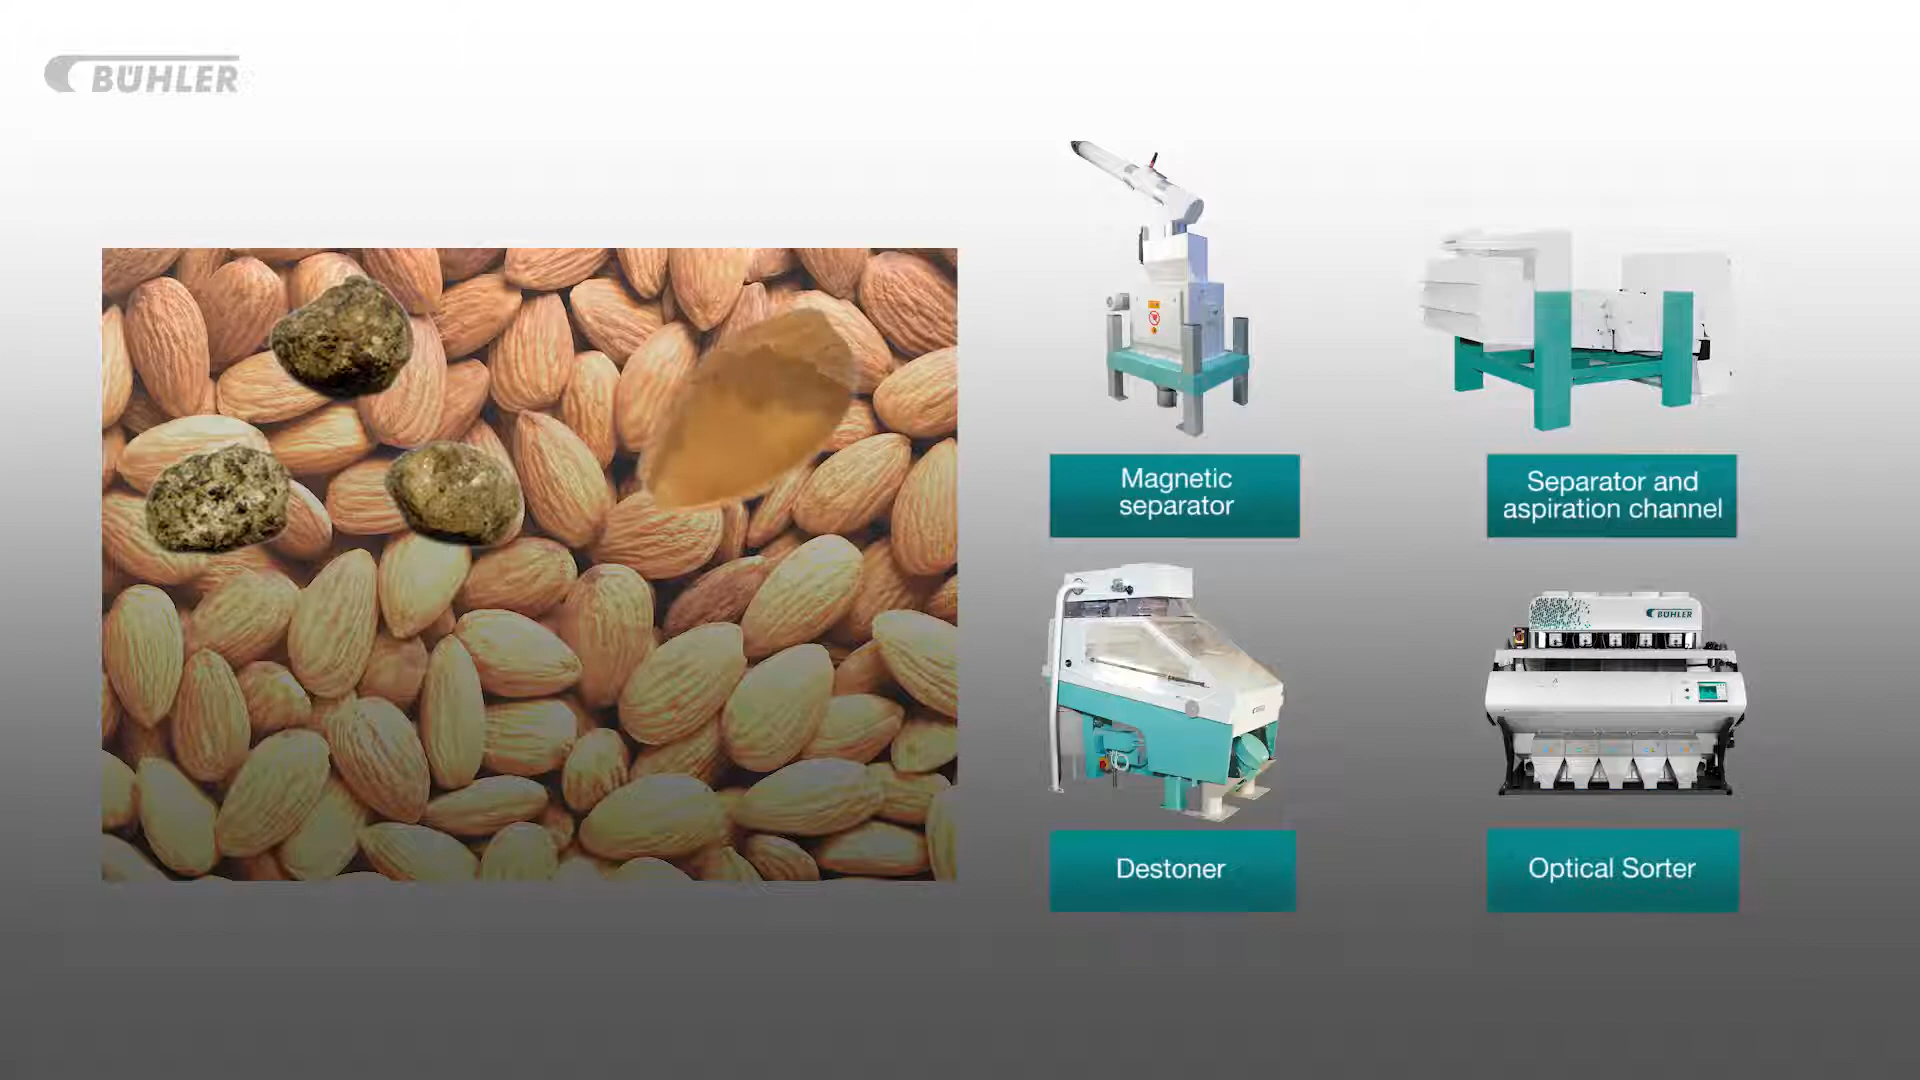 BÜHLER
Magnetic
separator
Separator and
aspiration channel
BÜHLER
Destoner
Optical Sorter